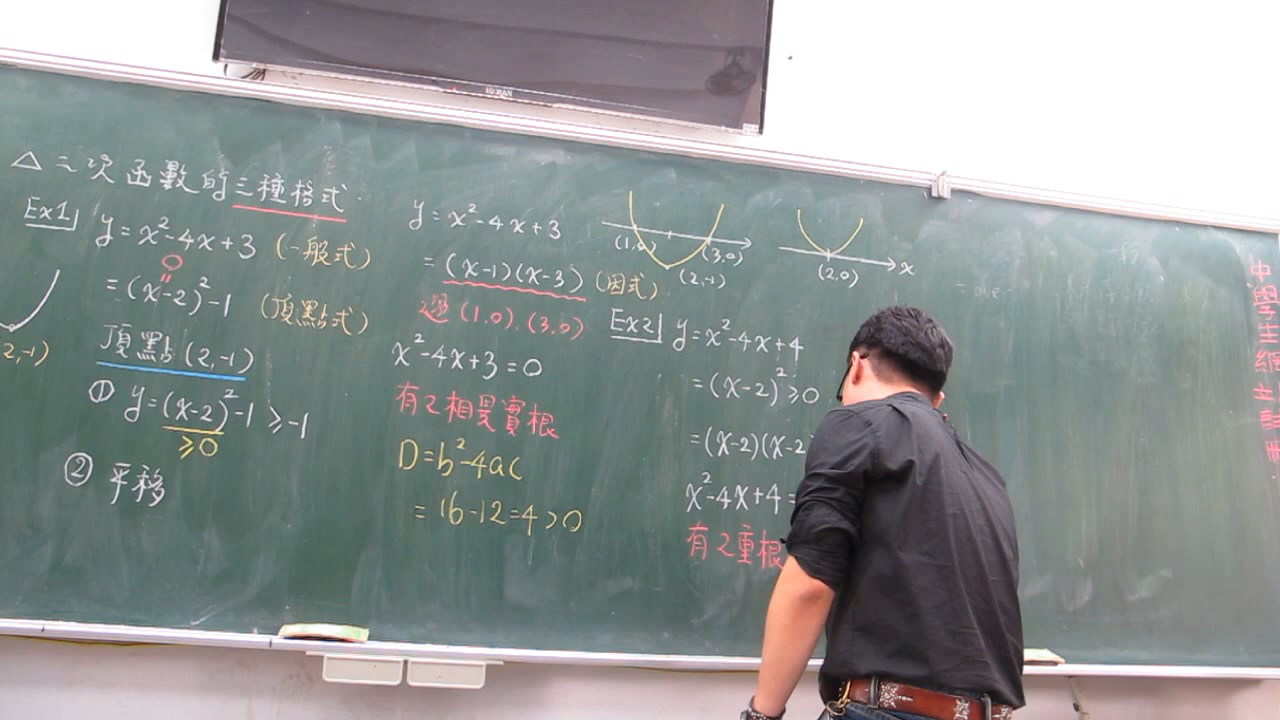 △ 二次函數的三種格式.
Ex1
y = x²-4x+3 (一般式)
0
= (x-2)²-1 (頂點式)
2,-1)
頂點 (2,-1)
① y=(x-2)²-1 ≥ -1
≥0
② 平移
y = x²-4x+3
= (x-1)(x-3) (因式)
過 (1,0).(3,0)
x²-4x+3=0
有2相異實根
D=b²-4ac
= 16-12=4>0
(1,0)
(3,0)
(2,-1)
(2,0)
x
Ex2 y=x²-4x+4
=(x-2)²≥0
=(x-2)(x-2
x²-4x+4=
有2重根
中學生網